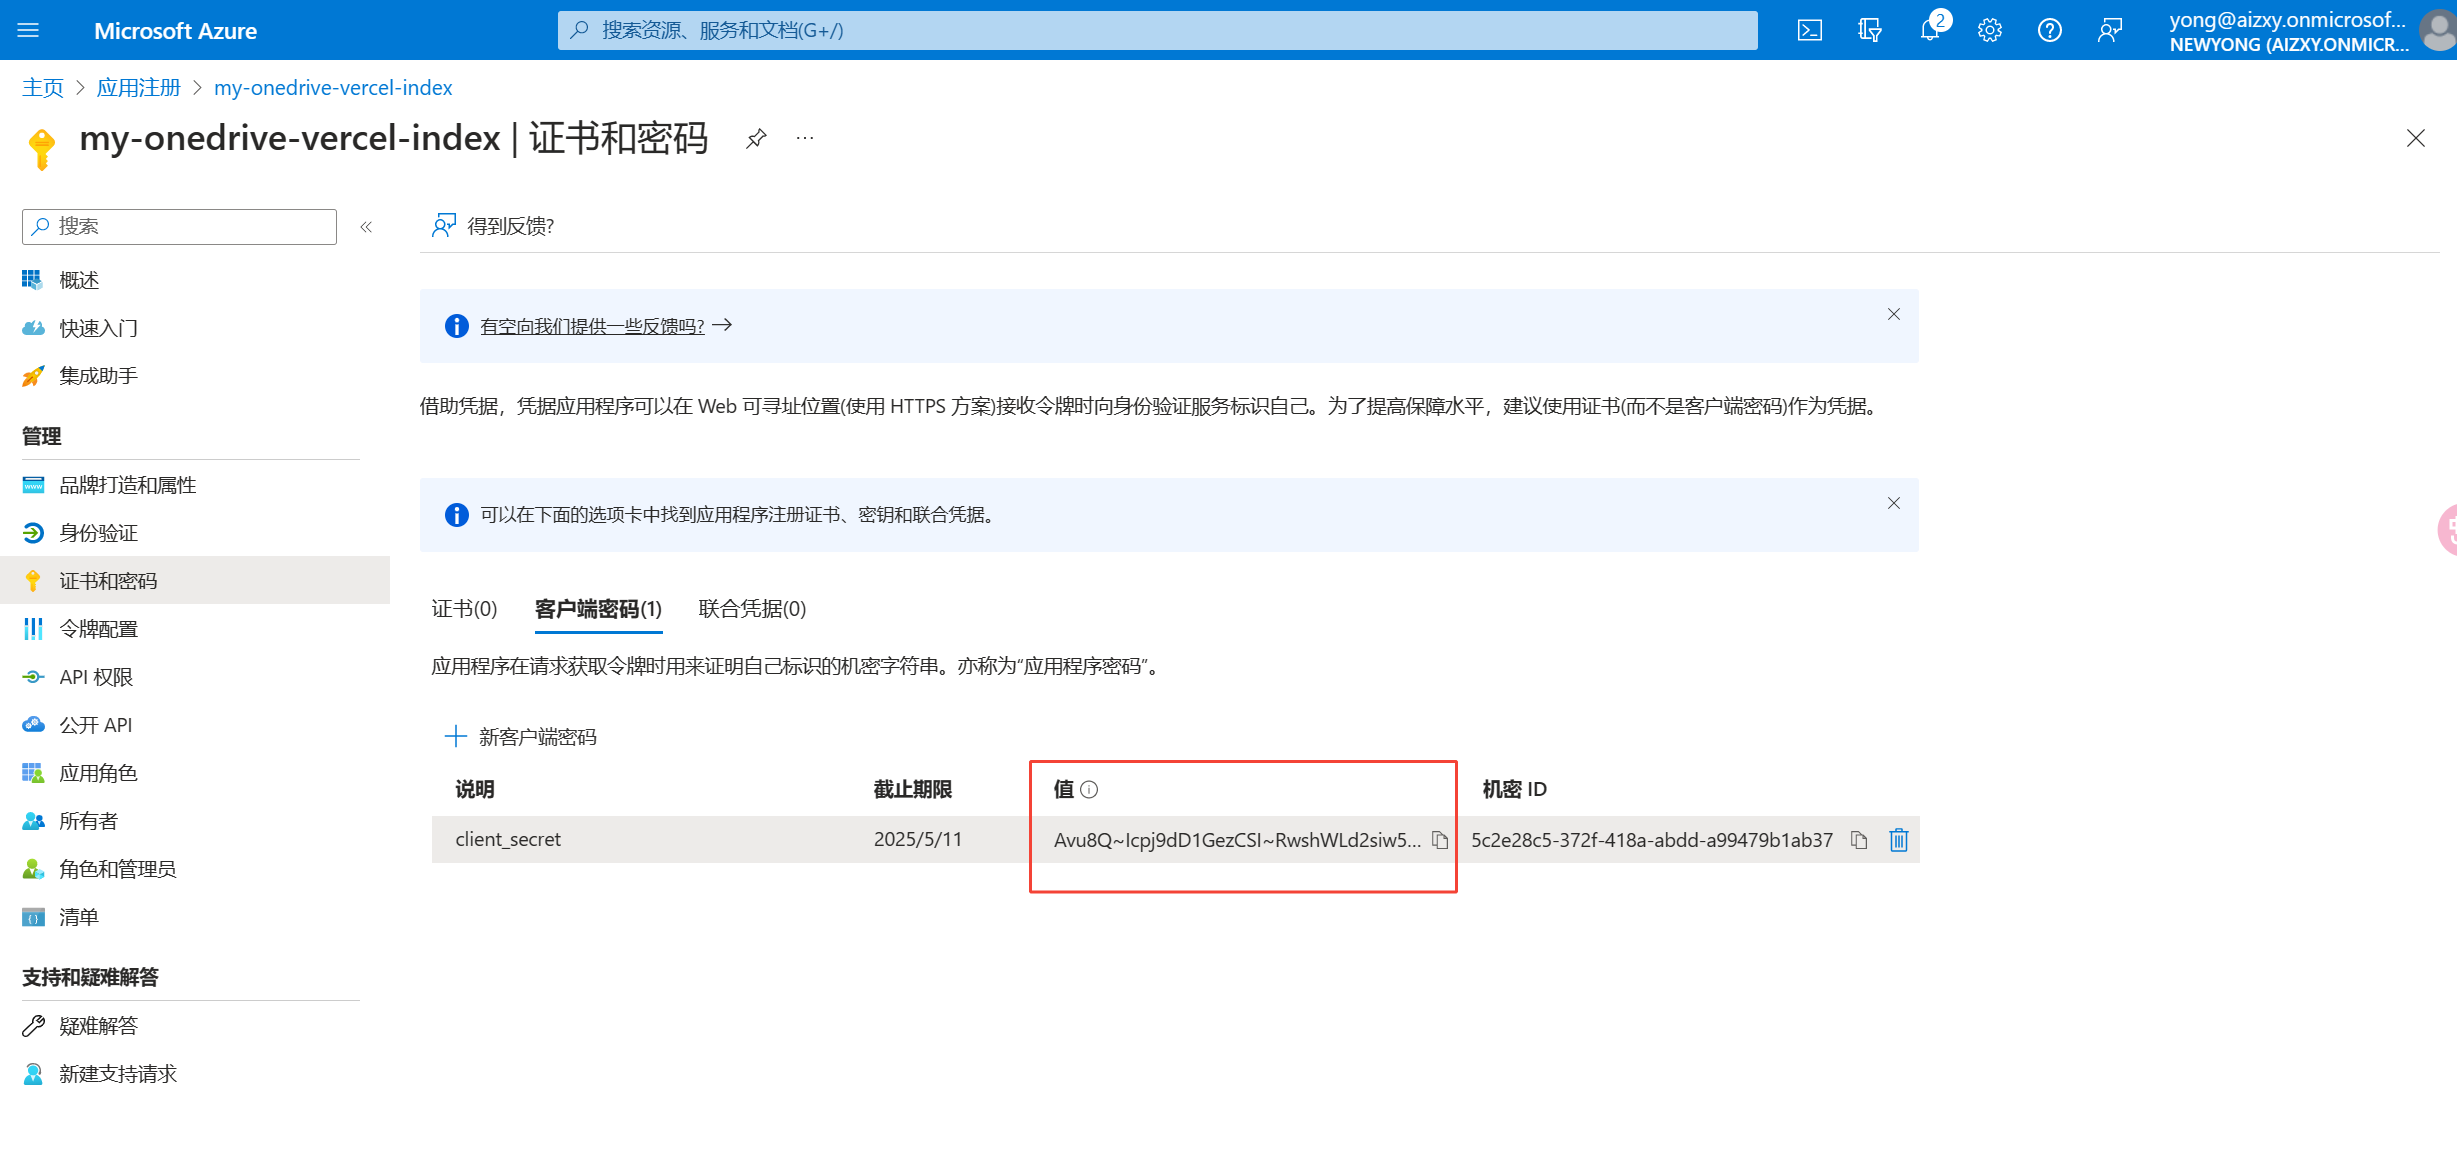 Microsoft Azure
搜索资源、服务和文档(G+/)
2
yong@aizxy.onmicrosof...
NEWYONG (AIZXY.ONMICR...
主页 > 应用注册 > my-onedrive-vercel-index
my-onedrive-vercel-index | 证书和密码
搜索
得到反馈?
概述
快速入门
集成助手
管理
品牌打造和属性
身份验证
证书和密码
令牌配置
API 权限
公开 API
应用角色
所有者
角色和管理员
清单
支持和疑难解答
疑难解答
新建支持请求
有空向我们提供一些反馈吗?
借助凭据，凭据应用程序可以在 Web 可寻址位置(使用 HTTPS 方案)接收令牌时向身份验证服务标识自己。为了提高保障水平，建议使用证书(而不是客户端密码)作为凭据。
可以在下面的选项卡中找到应用程序注册证书、密钥和联合凭据。
证书(0) 客户端密码(1) 联合凭据(0)
应用程序在请求获取令牌时用来证明自己标识的机密字符串。亦称为“应用程序密码”。
新客户端密码
说明 截止期限 值 机密 ID
client_secret 2025/5/11 Avu8Q~Icpj9dD1GezCSI~RwshWLd2siw5... 5c2e28c5-372f-418a-abdd-a99479b1ab37